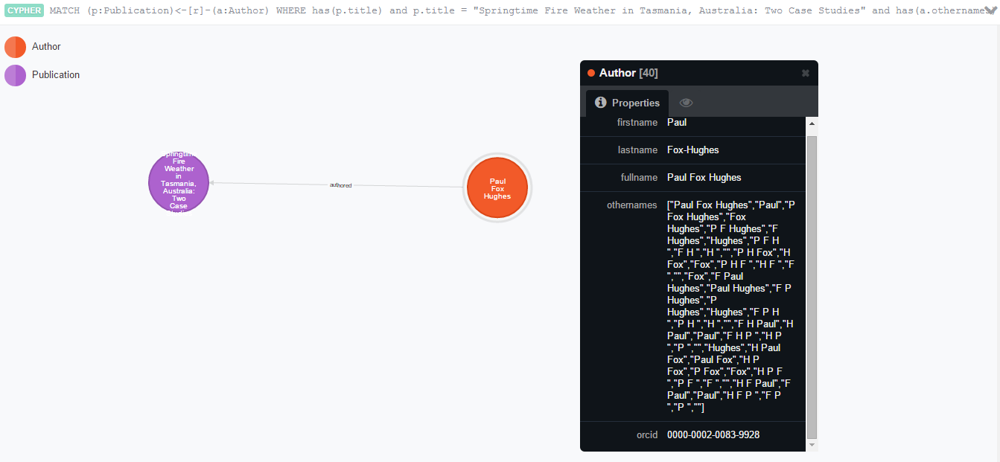 CYPHER MATCH (p:Publication)<-[r]-(a:Author) WHERE has(p.title) and p.title = "Springtime Fire Weather in Tasmania, Australia: Two Case Studies" and has(a.othernames)
Author
Publication
Springtime
Fire
Weather
in
Tasmania,
Australia:
Two
Case
authored
Paul
Fox
Hughes
Author [40]
Properties
firstname Paul
lastname Fox-Hughes
fullname Paul Fox Hughes
othernames ["Paul Fox Hughes","Paul","P
Fox Hughes","Fox
Hughes","P F Hughes","F
Hughes","Hughes","P F H
","F H ","H ","","P H Fox","H
Fox","Fox","P H F ","H F ","F
","","Fox","F Paul
Hughes","Paul Hughes","F P
Hughes","P
Hughes","Hughes","F P H
","P H ","H ","","F H Paul","H
Paul","Paul","F H P ","H P
","P ","","Hughes","H Paul
Fox","Paul Fox","H P
Fox","P Fox","Fox","H P F
","P F ","F ","","H F Paul","F
Paul","Paul","H F P ","F P
","P ",""]
orcid 0000-0002-0083-9928